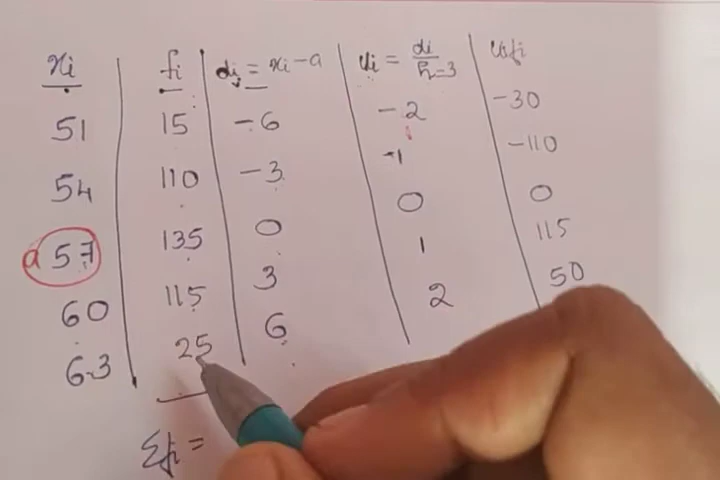 xi fi di = xi - a ui = di/h=3 uifi
51 15 -6 -2 -30
54 110 -3 -1 -110
a 57 135 0 0 0
60 115 3 1 115
63 25 6 2 50
Σfi =